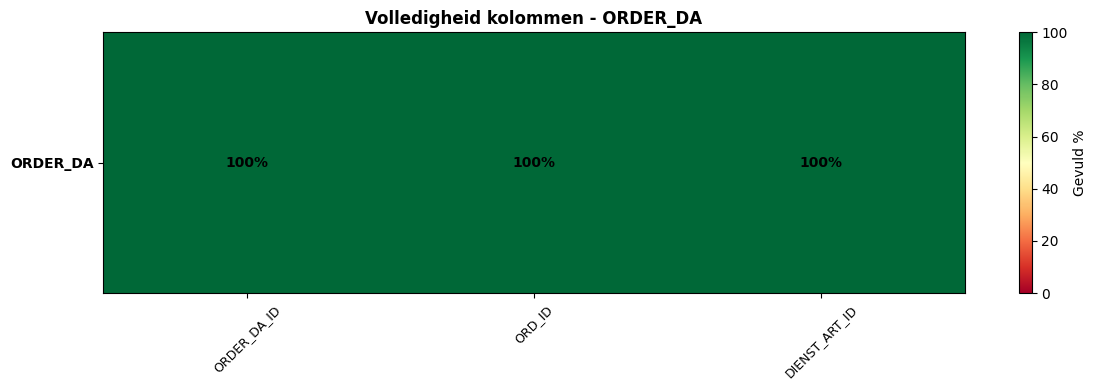 Volledigheid kolommen - ORDER_DA
ORDER_DA
100%
100%
100%
ORDER_DA_ID
ORD_ID
DIENST_ART_ID
100
80
60
40
20
0
Gevuld %